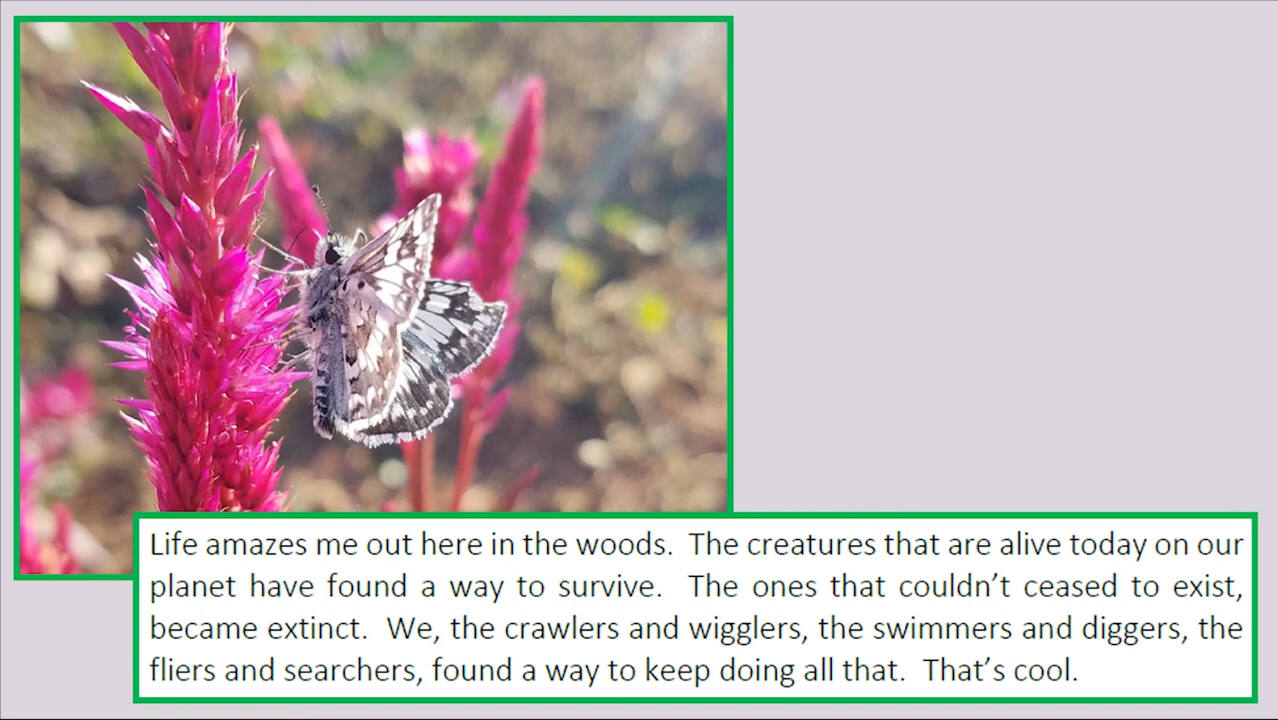 Life amazes me out here in the woods.  The creatures that are alive today on our
planet have found a way to survive.  The ones that couldn’t ceased to exist,
became extinct.  We, the crawlers and wigglers, the swimmers and diggers, the
fliers and searchers, found a way to keep doing all that.  That’s cool.